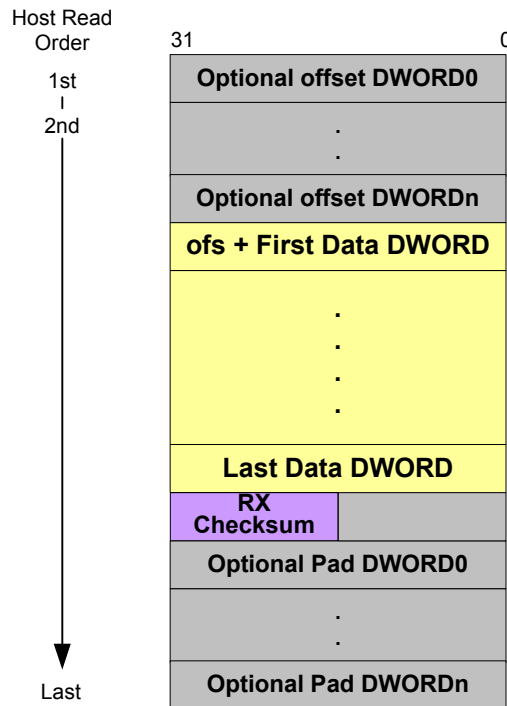 Host Read
Order
31
0
1st
2nd
Optional offset DWORD0
.
.
Optional offset DWORDn
ofs + First Data DWORD
.
.
.
.
Last Data DWORD
RX
Checksum
Optional Pad DWORD0
.
.
Optional Pad DWORDn
Last